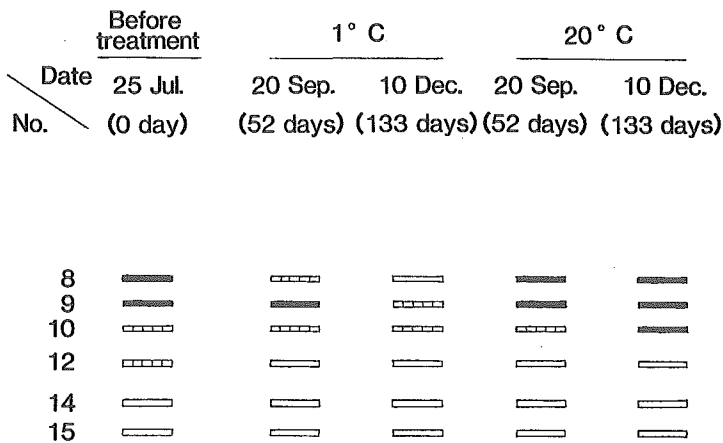 Before treatment 1° C 20° C
Date 25 Jul. 20 Sep. 10 Dec. 20 Sep. 10 Dec.
No. (0 day) (52 days) (133 days) (52 days) (133 days)
8
9
10
12
14
15